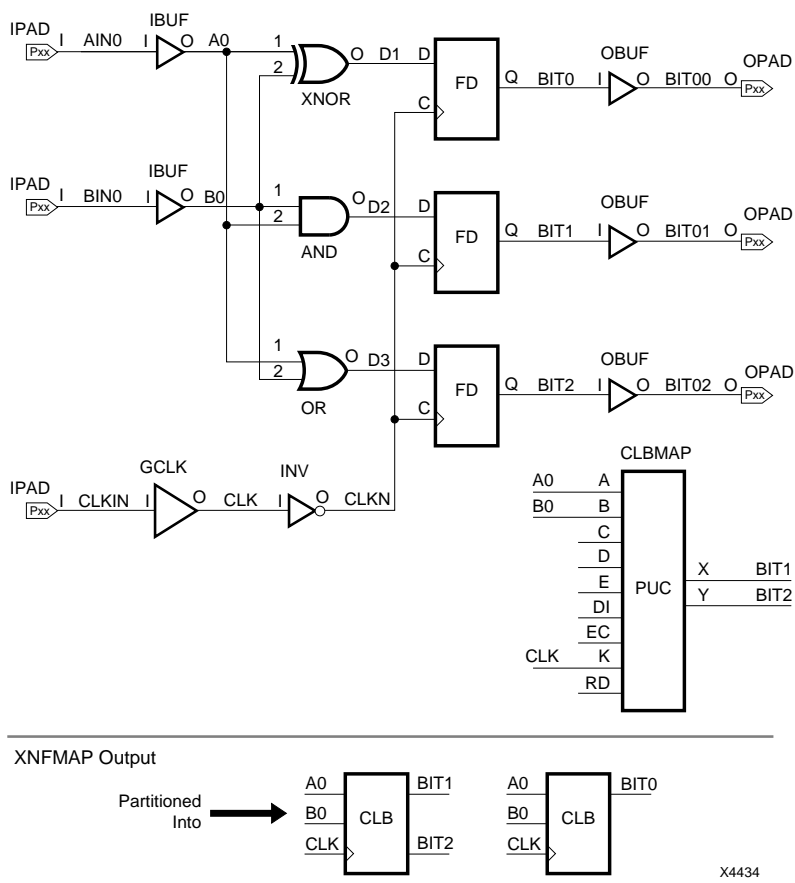 IPAD I AIN0 I IBUF O A0 1 2 XNOR O D1 D FD C Q BIT0 OBUF I O BIT00 O OPAD
Pxx Pxx
IPAD I BIN0 I IBUF O B0 1 2 AND O D2 D FD C Q BIT1 OBUF I O BIT01 O OPAD
Pxx Pxx
1 2 OR O D3 D FD C Q BIT2 OBUF I O BIT02 O OPAD
Pxx
IPAD I CLKIN I GCLK O CLK I INV O CLKN
Pxx
CLBMAP
A0 A
B0 B
C
D
E
DI
EC
CLK K
RD
PUC
X BIT1
Y BIT2
XNFMAP Output
Partitioned
Into
A0 BIT1
B0 CLB
CLK BIT2
A0 BIT0
B0 CLB
CLK
X4434